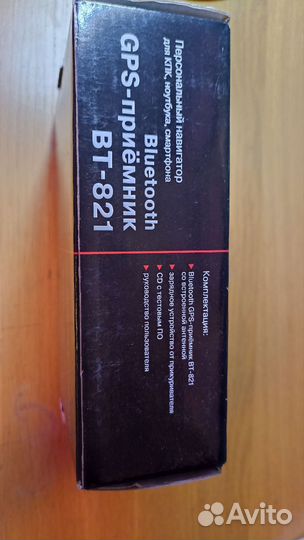 Персональный навигатор
для КПК, ноутбука, смартфона
Bluetooth
GPS-приёмник
BT-821
Комплектация:
Bluetooth GPS-приёмник BT-821
со встроенной антенной
зарядное устройство от прикуривателя
CD с тестовым ПО
руководство пользователя
Avito